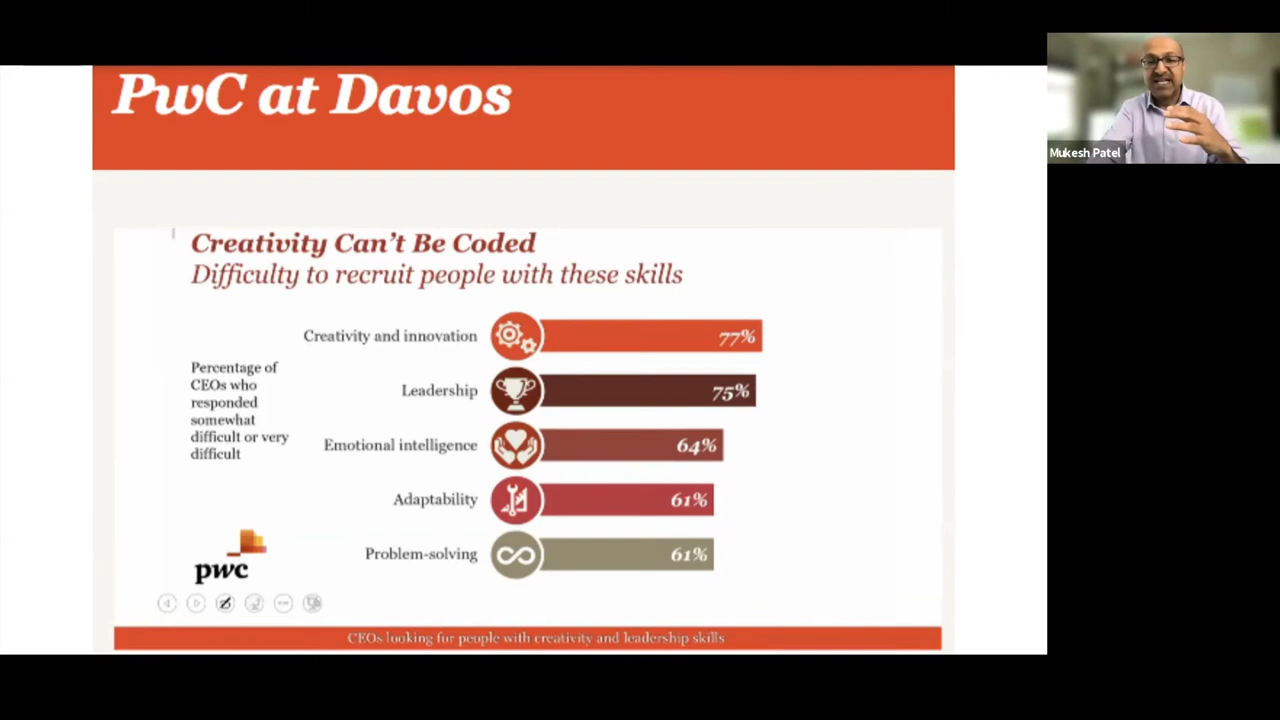 PwC at Davos
Mukesh Patel
Creativity Can't Be Coded
Difficulty to recruit people with these skills
Percentage of
CEOs who
responded
somewhat
difficult or very
difficult
Creativity and innovation 77%
Leadership 75%
Emotional intelligence 64%
Adaptability 61%
Problem-solving 61%
pwc
CEOs looking for people with creativity and leadership skills